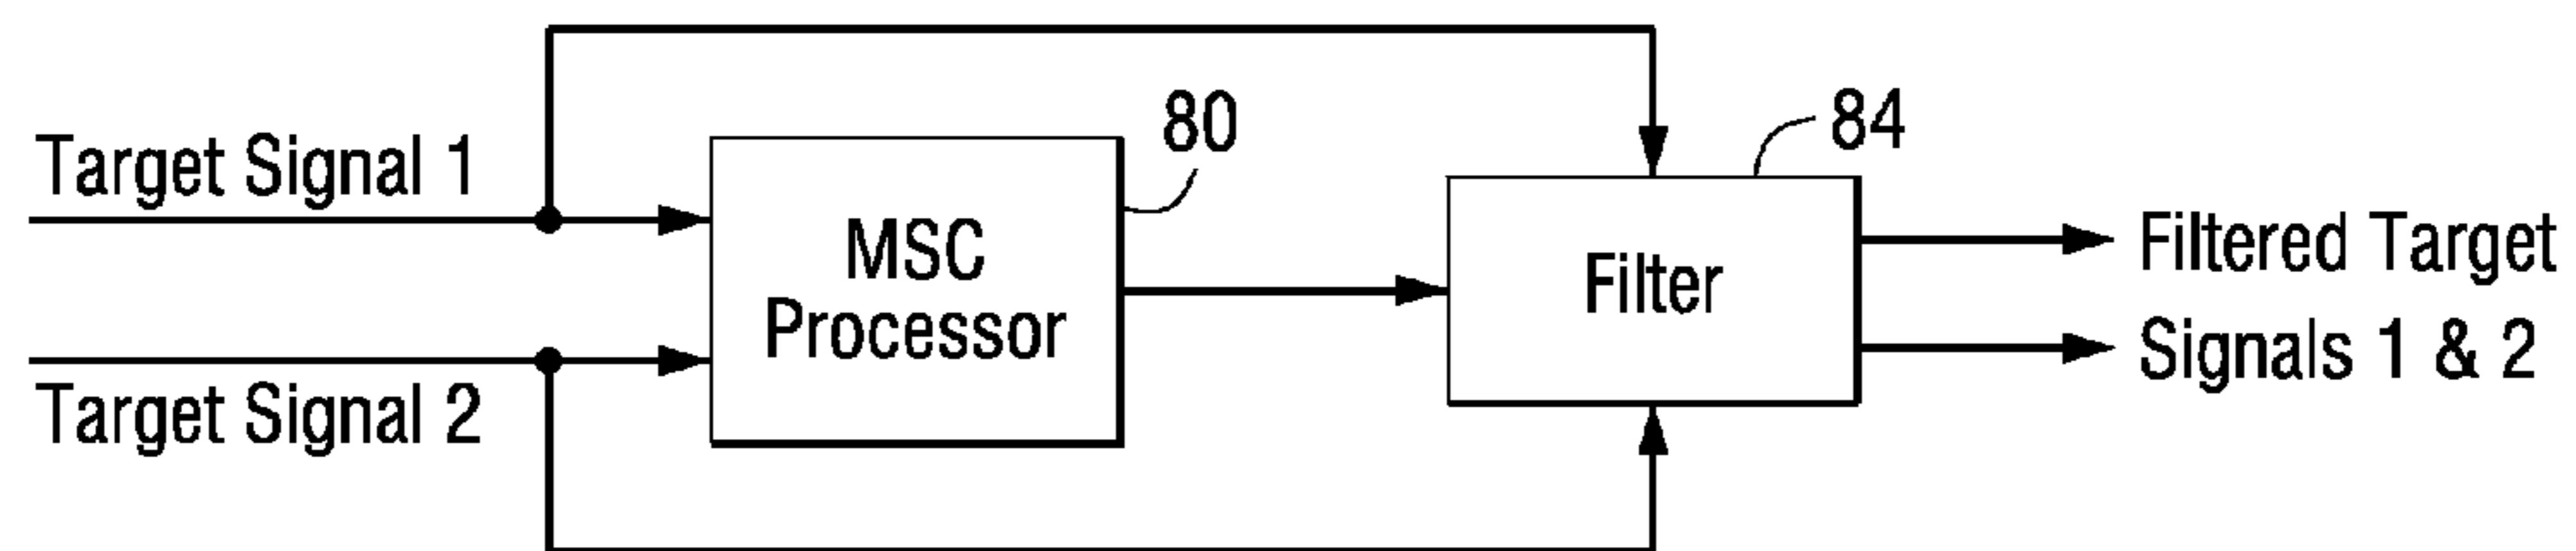 Target Signal 1
Target Signal 2
MSC
Processor
80
Filter
84
Filtered Target
Signals 1 & 2